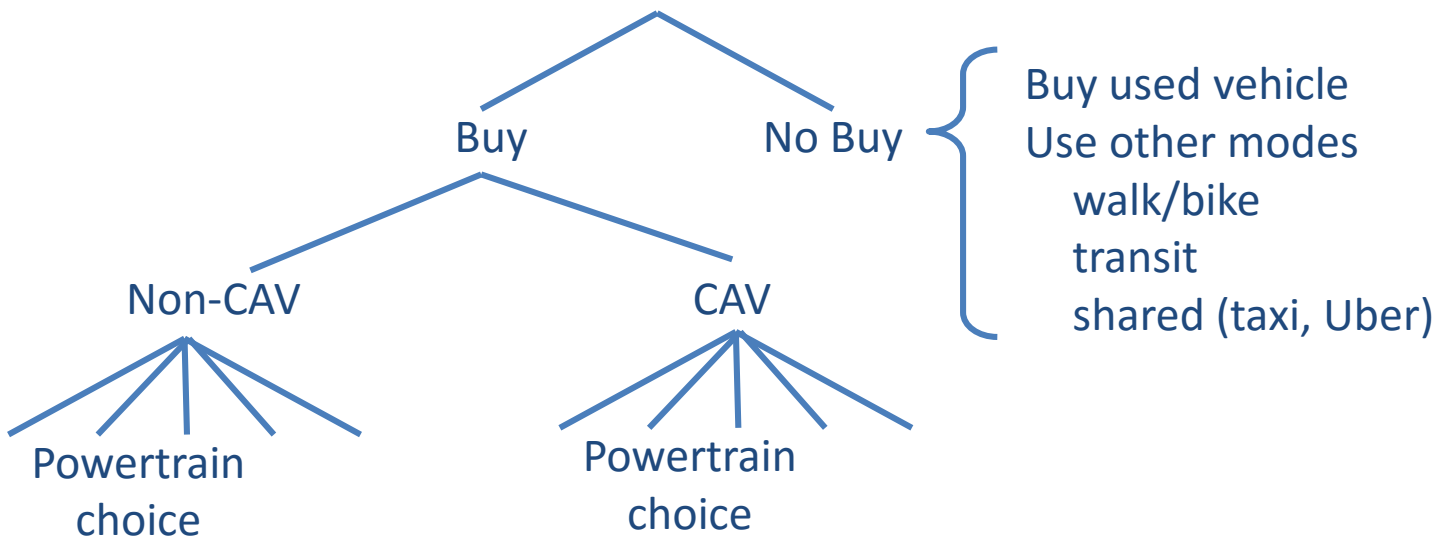 Buy
No Buy
Buy used vehicle
Use other modes
walk/bike
transit
shared (taxi, Uber)
Non-CAV
CAV
Powertrain
choice
Powertrain
choice